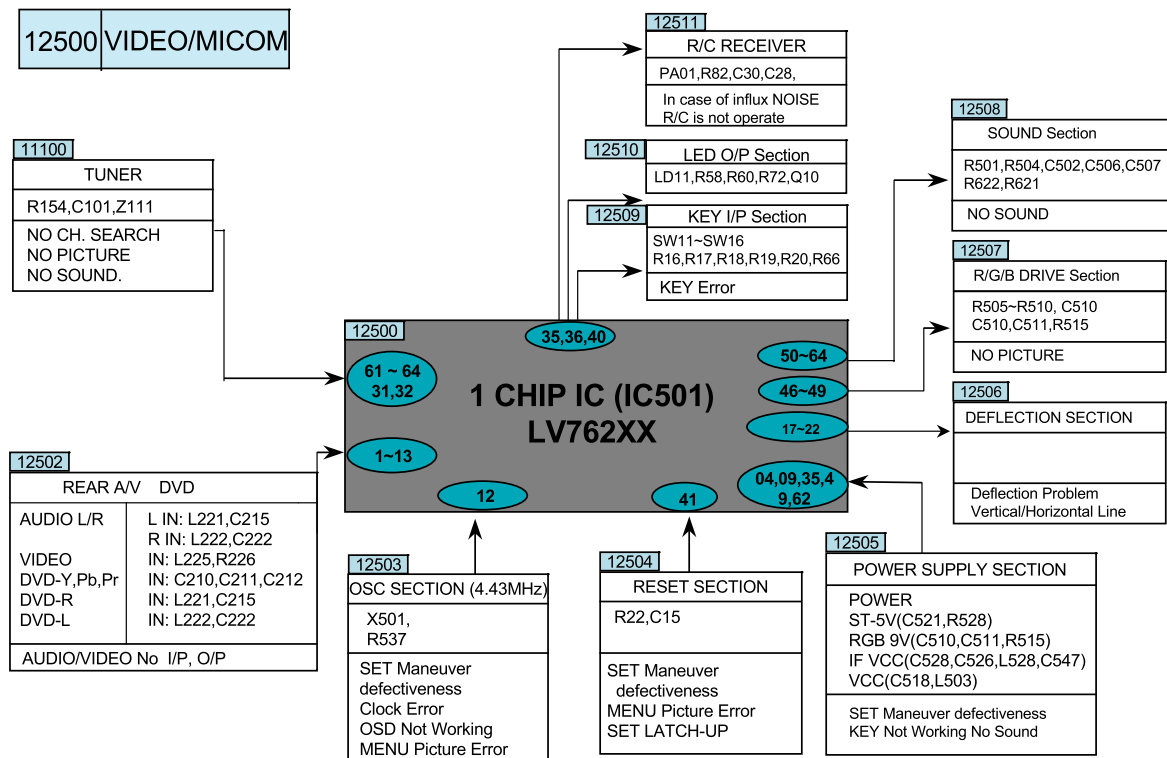 12500 VIDEO/MICOM
12511
R/C RECEIVER
PA01,R82,C30,C28,
In case of influx NOISE
R/C is not operate
12510
LED O/P Section
LD11,R58,R60,R72,Q10
12509
KEY I/P Section
SW11~SW16
R16,R17,R18,R19,R20,R66
KEY Error
12508
SOUND Section
R501,R504,C502,C506,C507
R622,R621
NO SOUND
11100
TUNER
R154,C101,Z111
NO CH. SEARCH
NO PICTURE
NO SOUND.
12507
R/G/B DRIVE Section
R505~R510, C510
C510,C511,R515
NO PICTURE
12500
35,36,40
61 ~ 64
31,32
1~13
12
41
50~64
46~49
17~22
04,09,35,4
9,62
1 CHIP IC (IC501)
LV762XX
12506
DEFLECTION SECTION
Deflection Problem
Vertical/Horizontal Line
12502
REAR A/V DVD
AUDIO L/R L IN: L221,C215
R IN: L222,C222
VIDEO IN: L225,R226
DVD-Y,Pb,Pr IN: C210,C211,C212
DVD-R IN: L221,C215
DVD-L IN: L222,C222
AUDIO/VIDEO No I/P, O/P
12503
OSC SECTION (4.43MHz)
X501,
R537
SET Maneuver
defectiveness
Clock Error
OSD Not Working
MENU Picture Error
12504
RESET SECTION
R22,C15
SET Maneuver
defectiveness
MENU Picture Error
SET LATCH-UP
12505
POWER SUPPLY SECTION
POWER
ST-5V(C521,R528)
RGB 9V(C510,C511,R515)
IF VCC(C528,C526,L528,C547)
VCC(C518,L503)
SET Maneuver defectiveness
KEY Not Working No Sound